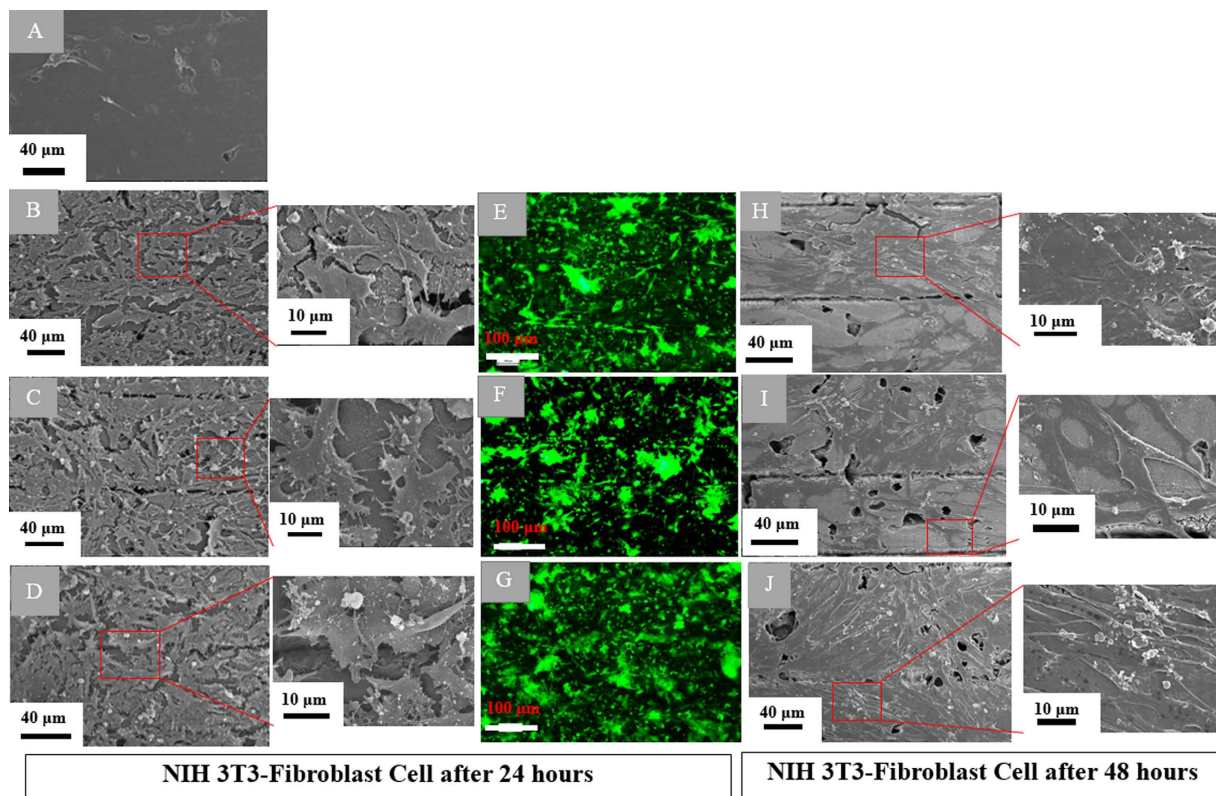 A
40 μm
B
40 μm
10 μm
E
100 μm
H
40 μm
10 μm
C
40 μm
10 μm
F
100 μm
I
40 μm
10 μm
D
40 μm
10 μm
G
100 μm
J
40 μm
10 μm
NIH 3T3-Fibroblast Cell after 24 hours
NIH 3T3-Fibroblast Cell after 48 hours